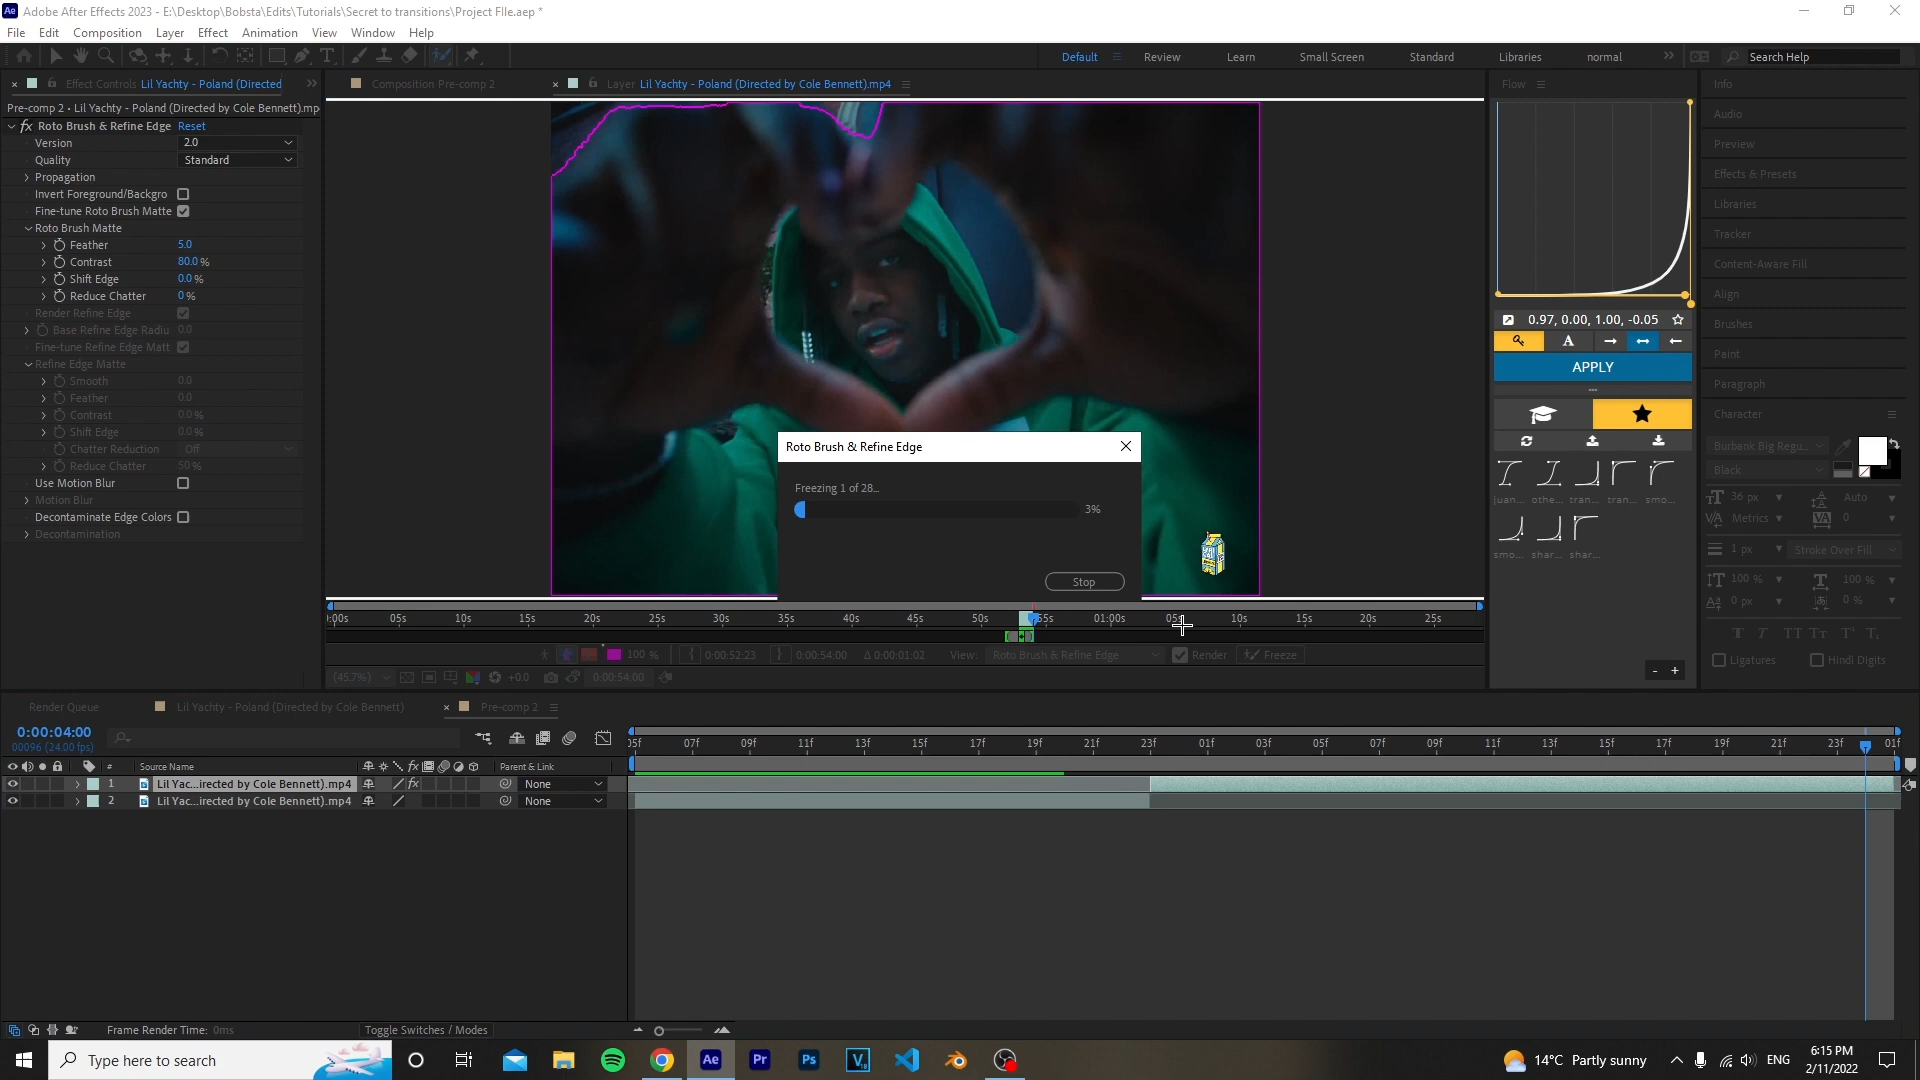 Adobe After Effects 2023 - E:\Desktop\Bobsta\Edits\Tutorials\Secret to transitions\Project FIle.aep *
File Edit Composition Layer Effect Animation View Window Help
Default Review Learn Small Screen Standard Libraries normal Search Help
Effect Controls Lil Yachty - Poland (Directed
Composition Pre-comp 2
Layer Lil Yachty - Poland (Directed by Cole Bennett).mp4
Flow
Info
Pre-comp 2 • Lil Yachty - Poland (Directed by Cole Bennett).mp
Roto Brush & Refine Edge Reset
Version 2.0
Quality Standard
Propagation
Invert Foreground/Backgro
Fine-tune Roto Brush Matte
Roto Brush Matte
Feather 5.0
Contrast 80.0 %
Shift Edge 0.0 %
Reduce Chatter 0 %
Render Refine Edge
Base Refine Edge Radiu 0.0
Fine-tune Refine Edge Matt
Refine Edge Matte
Smooth 0.0
Feather 0.0
Contrast 0.0 %
Shift Edge 0.0 %
Chatter Reduction Off
Reduce Chatter 50 %
Use Motion Blur
Motion Blur
Decontaminate Edge Colors
Decontamination
Roto Brush & Refine Edge
Freezing 1 of 28...
3%
Stop
:00s 05s 10s 15s 20s 25s 30s 35s 40s 45s 50s 55s 01:00s 05s 10s 15s 20s 25s
100 % 0:00:52:23 0:00:54:00 Δ 0:00:01:02 View: Roto Brush & Refine Edge Render Freeze
(45.7%) +0.0 0:00:54:00
0.97, 0.00, 1.00, -0.05
A
APPLY
juan... othe... tran... tran... smo...
smo... shar... shar...
- +
Audio
Preview
Effects & Presets
Libraries
Tracker
Content-Aware Fill
Align
Brushes
Paint
Paragraph
Character
Burbank Big Regu...
Black
36 px Auto
Metrics 0
1 px Stroke Over Fill
100 % 100 %
0 px 0 %
T T TT Tt T' T,
Ligatures Hindi Digits
Render Queue Lil Yachty - Poland (Directed by Cole Bennett) Pre-comp 2
0:00:04:00
00096 (24.00 fps)
05f 07f 09f 11f 13f 15f 17f 19f 21f 23f 01f 03f 05f 07f 09f 11f 13f 15f 17f 19f 21f 23f 01f
# Source Name Parent & Link
1 Lil Yac...irected by Cole Bennett).mp4 None
2 Lil Yac...irected by Cole Bennett).mp4 None
Frame Render Time: 0ms Toggle Switches / Modes
Type here to search
14°C Partly sunny ENG 6:15 PM
2/11/2022